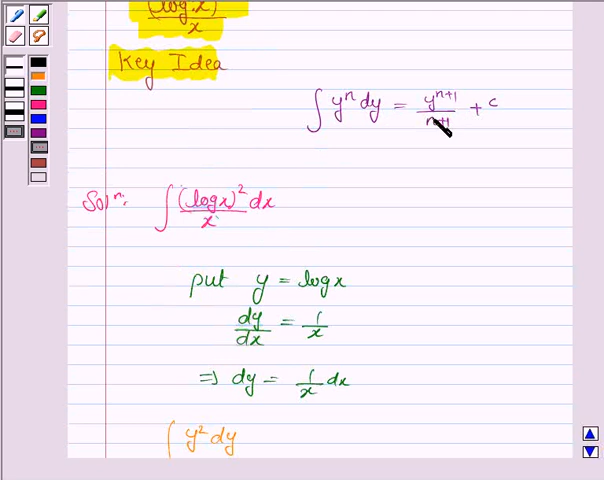 (log x)
x
Key Idea
∫ yⁿ dy = yⁿ⁺¹/n+1 + c
Solⁿ: ∫ (log x)² dx
x
put y = log x
dy/dx = 1/x
⇒ dy = 1/x dx
∫ y² dy